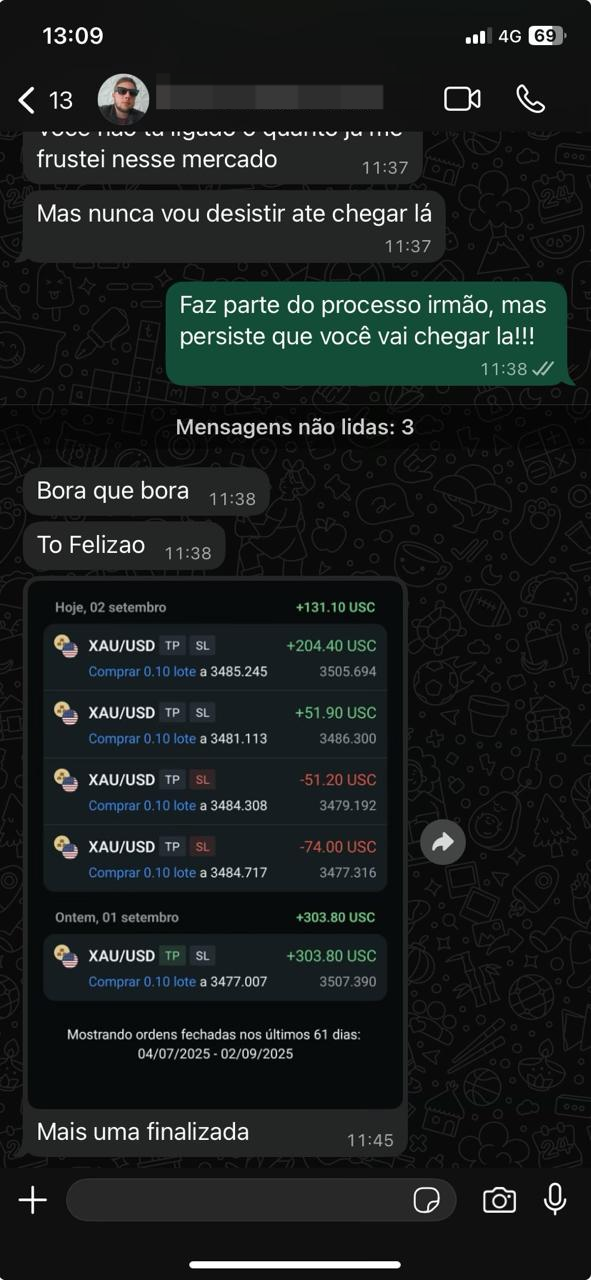 13:09
4G 69
13
frustei nesse mercado
11:37
Mas nunca vou desistir ate chegar lá
11:37
Faz parte do processo irmão, mas
persiste que você vai chegar la!!!
11:38
Mensagens não lidas: 3
Bora que bora 11:38
To Felizao 11:38
Hoje, 02 setembro +131.10 USC
XAU/USD TP SL +204.40 USC
Comprar 0.10 lote a 3485.245 3505.694
XAU/USD TP SL +51.90 USC
Comprar 0.10 lote a 3481.113 3486.300
XAU/USD TP SL -51.20 USC
Comprar 0.10 lote a 3484.308 3479.192
XAU/USD TP SL -74.00 USC
Comprar 0.10 lote a 3484.717 3477.316
Ontem, 01 setembro +303.80 USC
XAU/USD TP SL +303.80 USC
Comprar 0.10 lote a 3477.007 3507.390
Mostrando ordens fechadas nos últimos 61 dias:
04/07/2025 - 02/09/2025
Mais uma finalizada 11:45